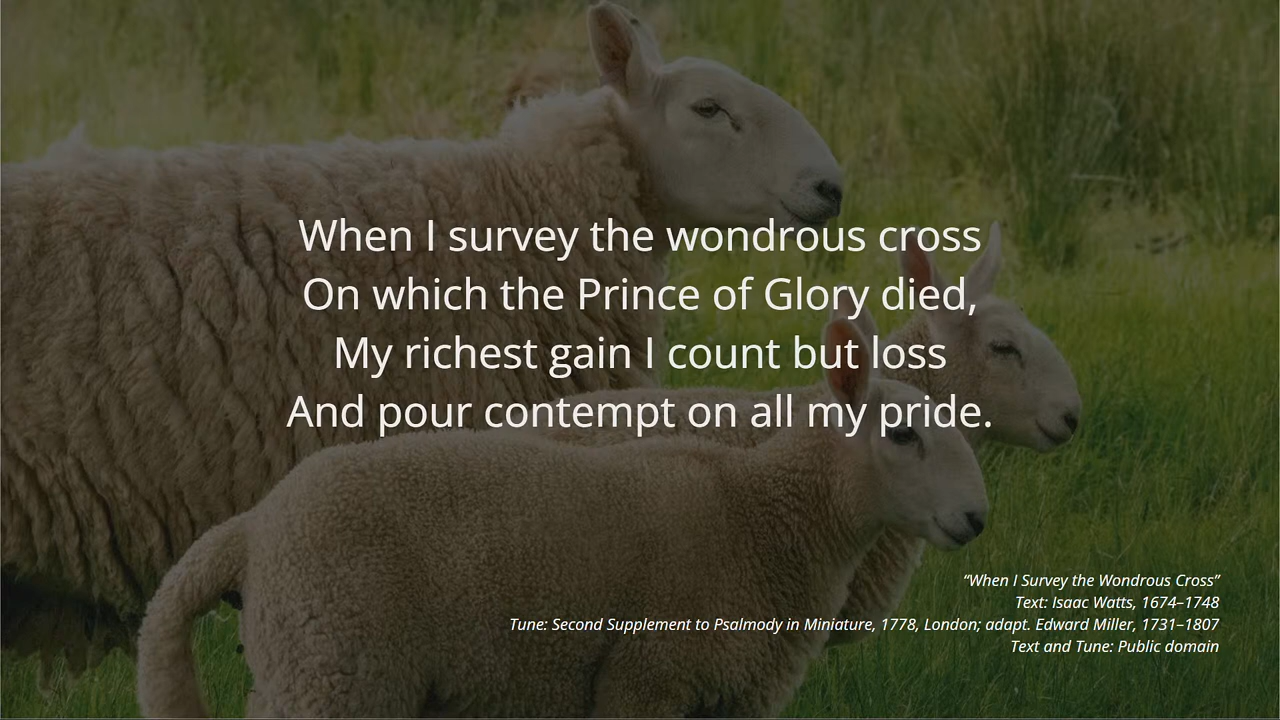 When I survey the wondrous cross
On which the Prince of Glory died,
My richest gain I count but loss
And pour contempt on all my pride.
“When I Survey the Wondrous Cross”
Text: Isaac Watts, 1674–1748
Tune: Second Supplement to Psalmody in Miniature, 1778, London; adapt. Edward Miller, 1731–1807
Text and Tune: Public domain